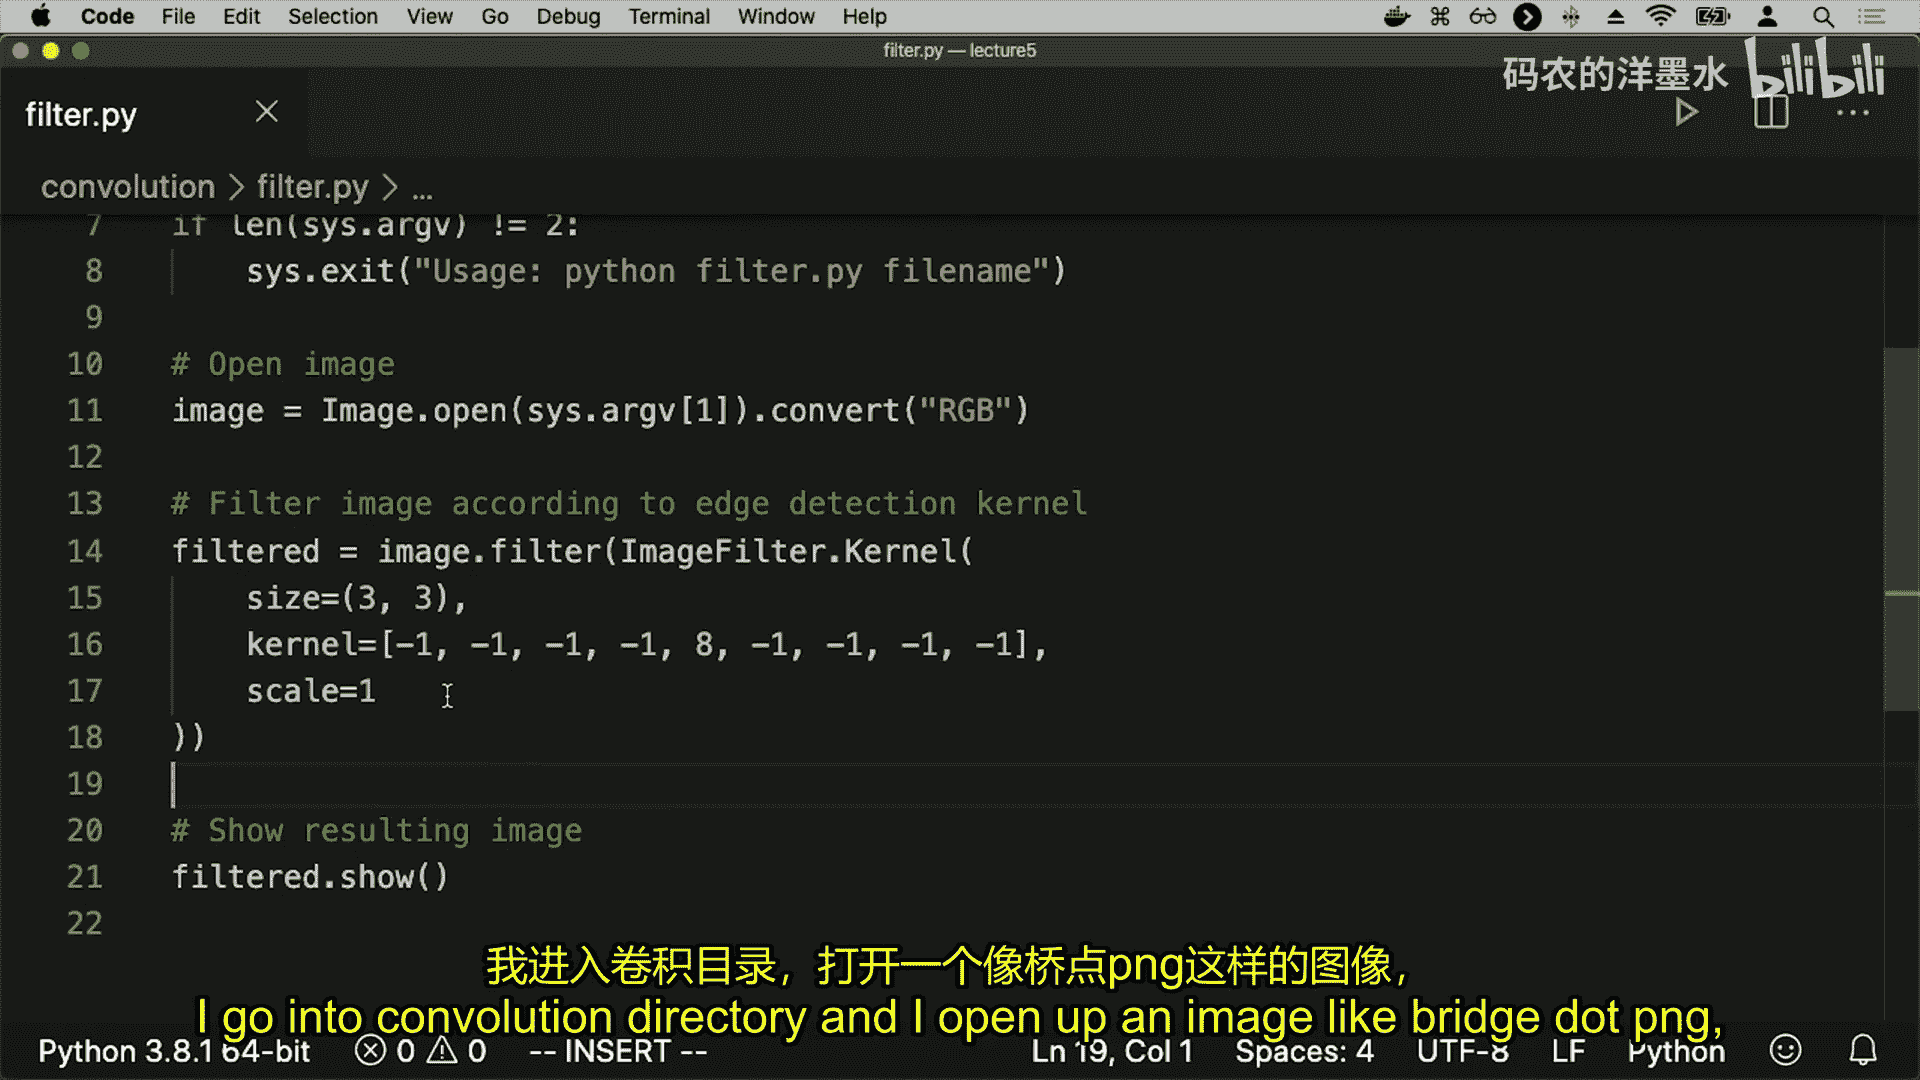 Code File Edit Selection View Go Debug Terminal Window Help
filter.py — lecture5
码农的洋墨水 bilibili
filter.py
convolution > filter.py > ...
7 if len(sys.argv) != 2:
8 sys.exit("Usage: python filter.py filename")
9
10 # Open image
11 image = Image.open(sys.argv[1]).convert("RGB")
12
13 # Filter image according to edge detection kernel
14 filtered = image.filter(ImageFilter.Kernel(
15 size=(3, 3),
16 kernel=[-1, -1, -1, -1, 8, -1, -1, -1, -1],
17 scale=1
18 ))
19
20 # Show resulting image
21 filtered.show()
22
我进入卷积目录，打开一个像桥点png这样的图像，
I go into convolution directory and I open up an image like bridge dot png,
Python 3.8.1 64-bit 0 0 -- INSERT -- Ln 19, Col 1 Spaces: 4 UTF-8 LF Python